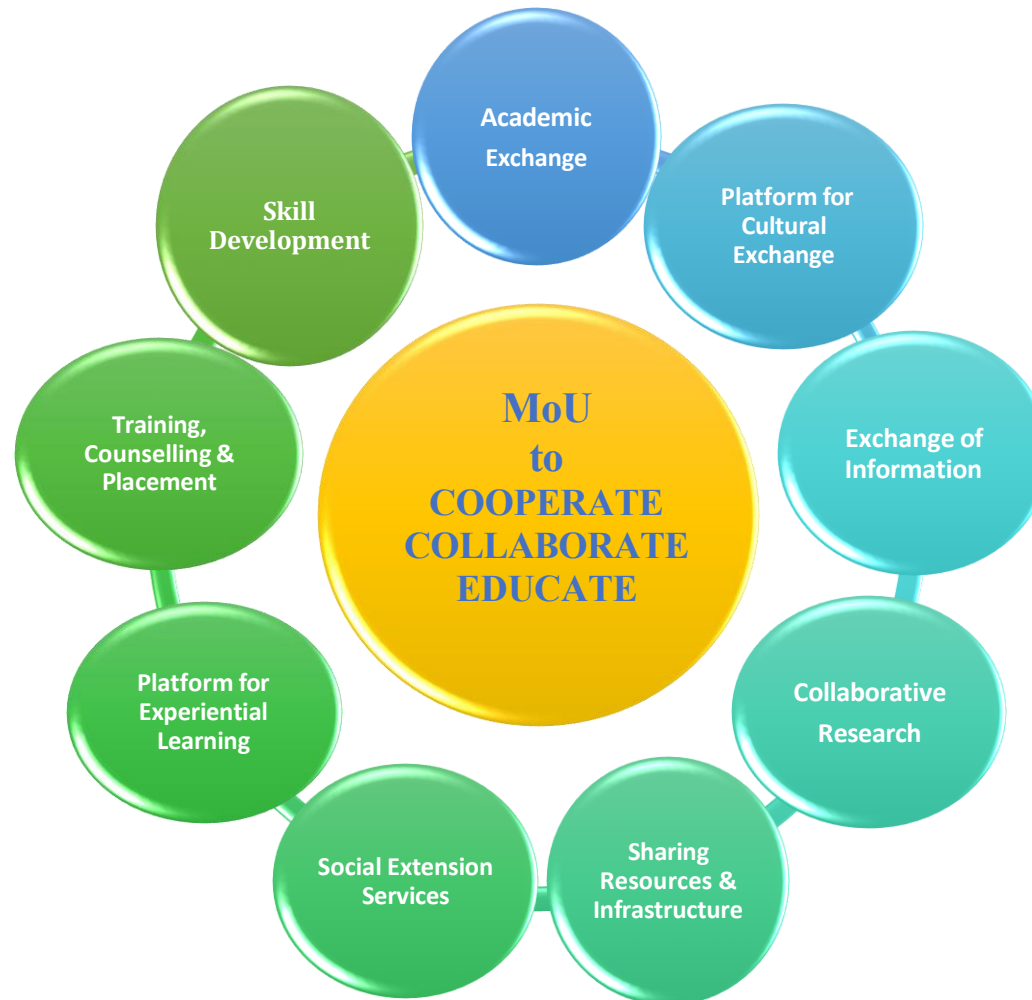 Academic
Exchange
Platform for
Cultural
Exchange
Exchange of
Information
Collaborative
Research
Sharing
Resources &
Infrastructure
Social Extension
Services
Platform for
Experiential
Learning
Training,
Counselling &
Placement
Skill
Development
MoU
to
COOPERATE
COLLABORATE
EDUCATE